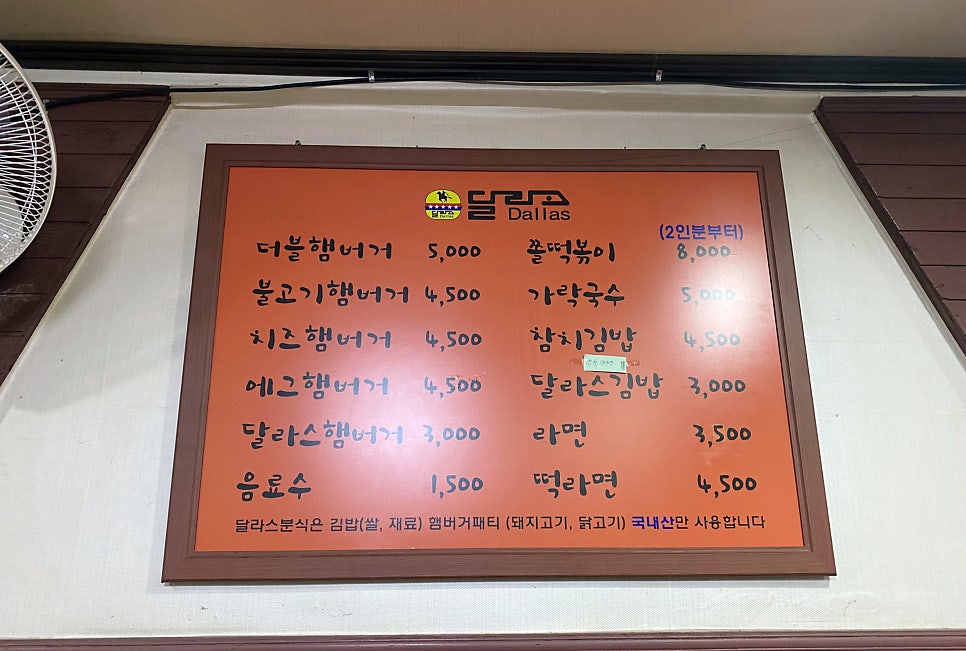 달라스
Dallas
달라스
Dallas
더블햄버거 5,000
불고기햄버거 4,500
치즈햄버거 4,500
에그햄버거 4,500
달라스햄버거 3,000
음료수 1,500
(2인분부터)
쫄떡볶이 8,000
가락국수 5,000
참치김밥 4,500
달라스김밥 3,000
라면 3,500
떡라면 4,500
달라스분식은 김밥(쌀, 재료) 햄버거패티 (돼지고기, 닭고기) 국내산만 사용합니다